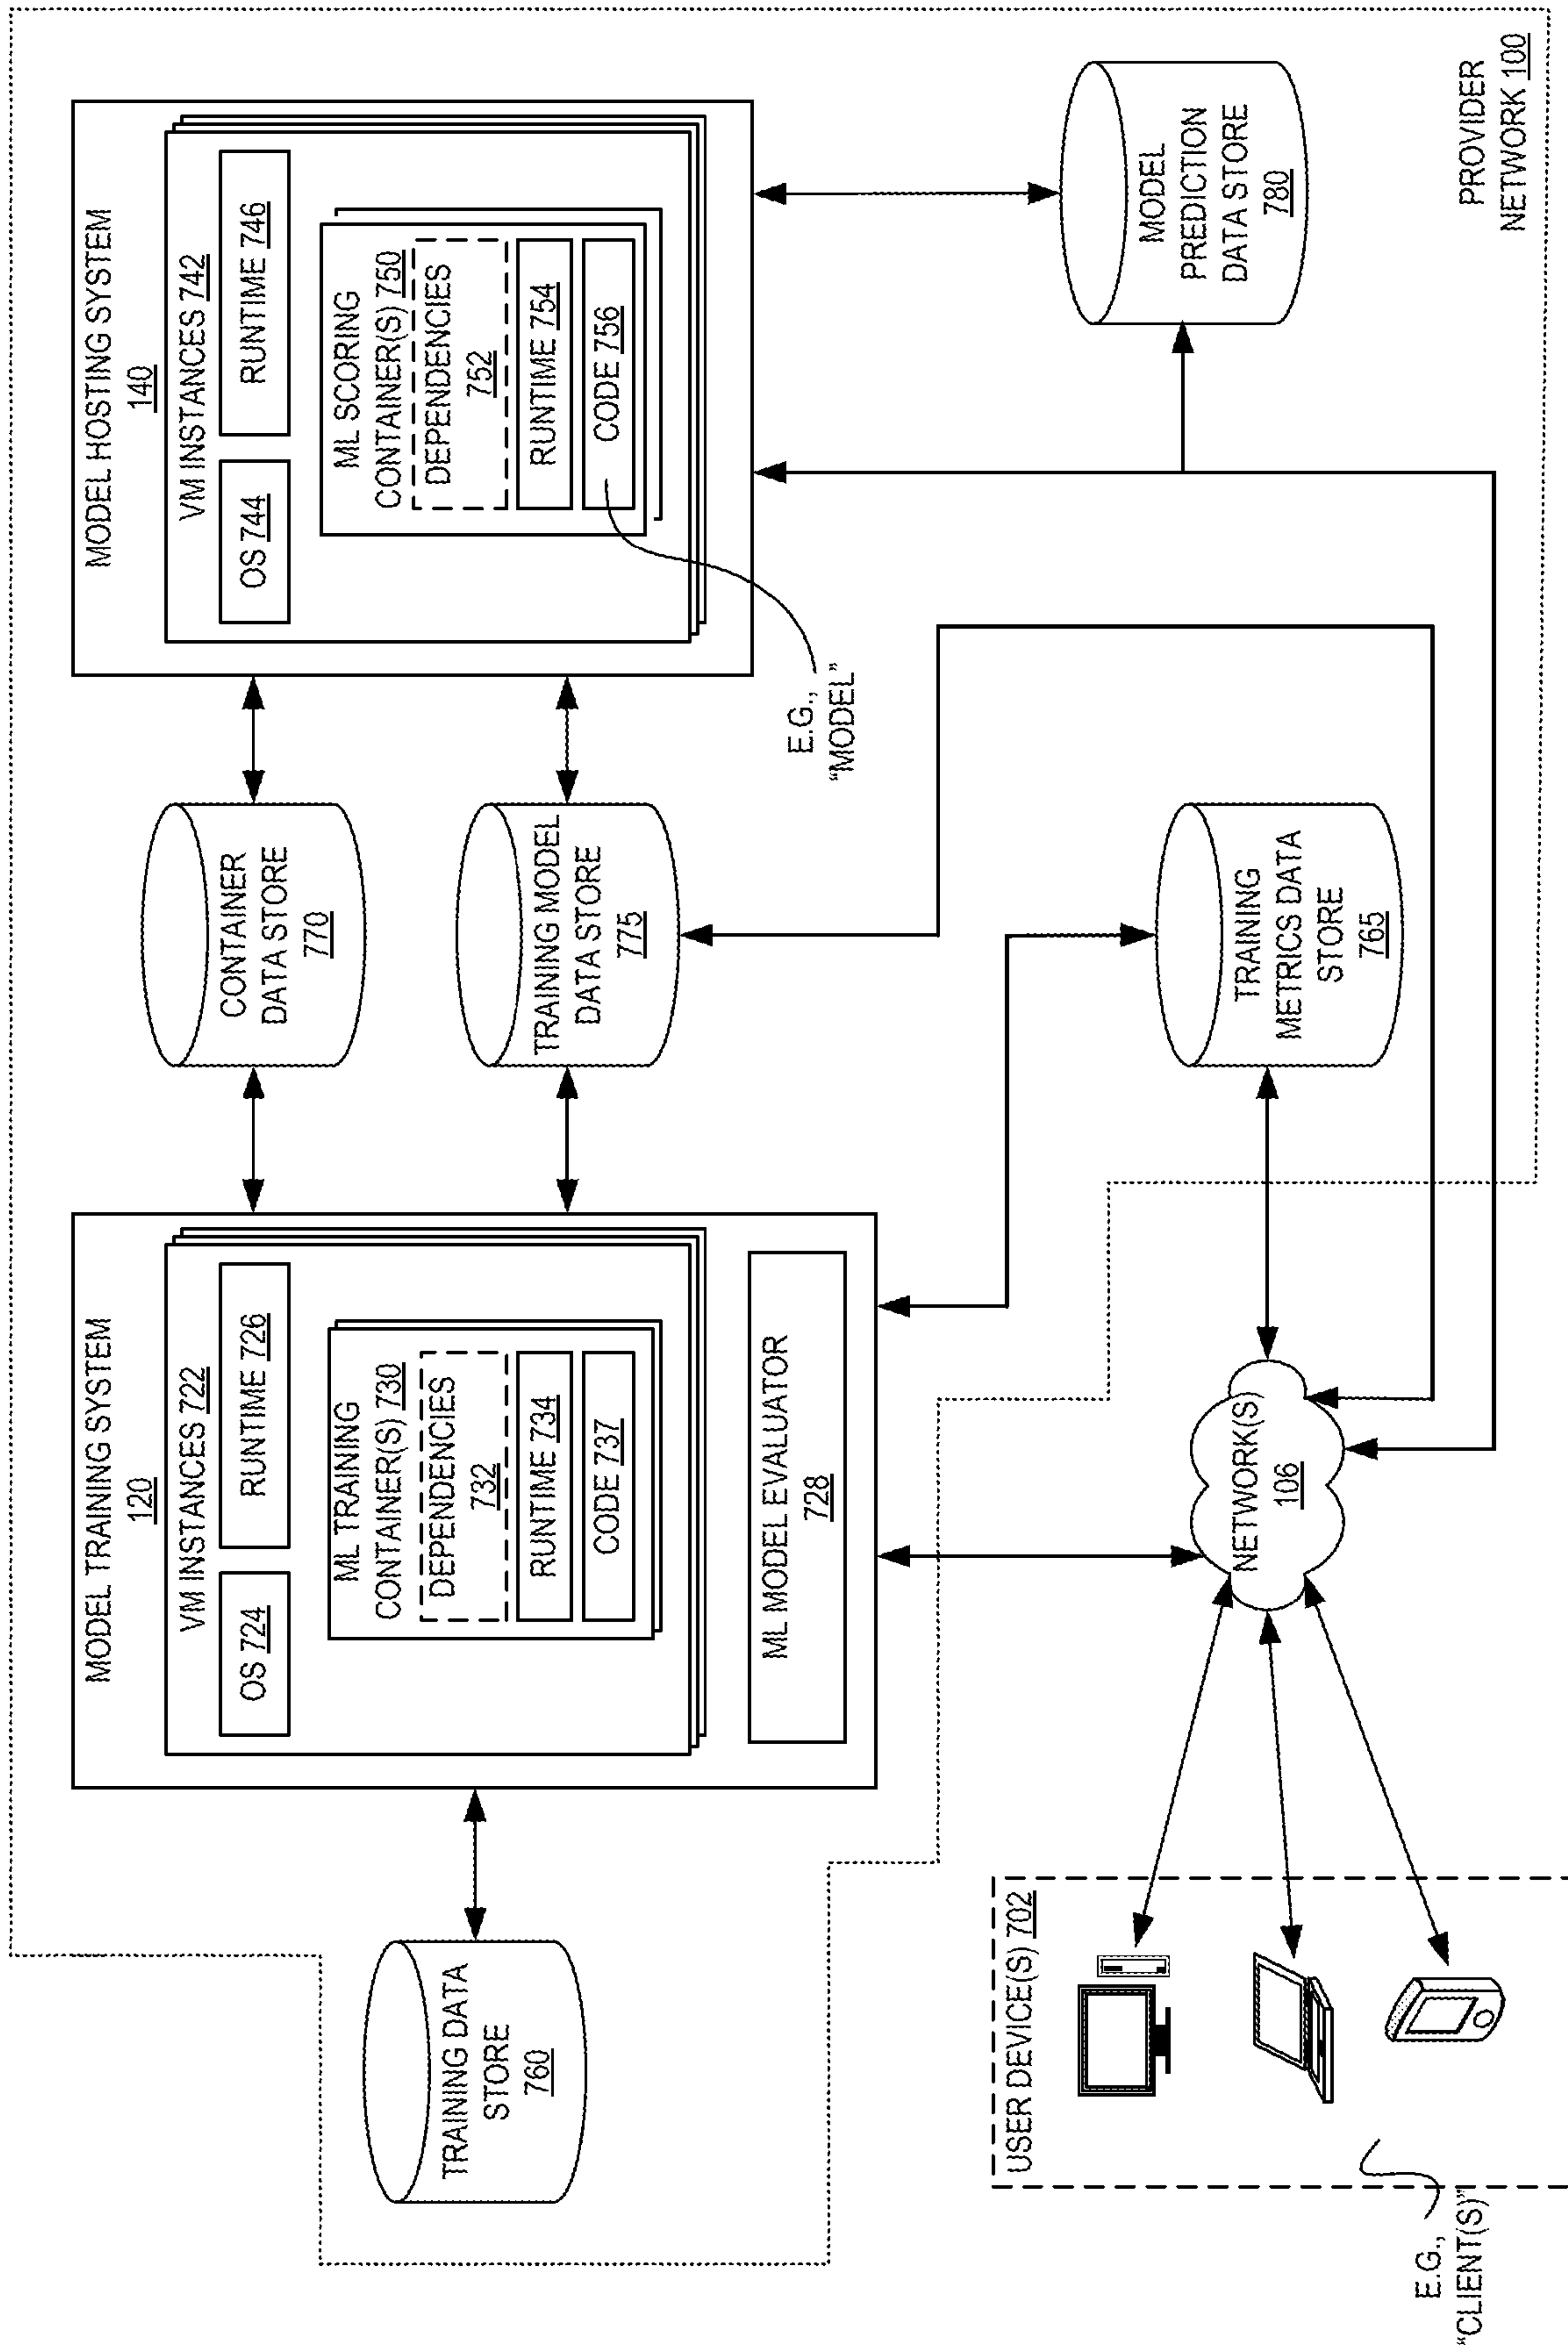 MODEL TRAINING SYSTEM
120
VM INSTANCES 722
OS 724
RUNTIME 726
ML TRAINING
CONTAINER(S) 730
DEPENDENCIES
732
RUNTIME 734
CODE 737
ML MODEL EVALUATOR
728
TRAINING DATA
STORE
760
CONTAINER
DATA STORE
770
TRAINING MODEL
DATA STORE
775
MODEL HOSTING SYSTEM
140
VM INSTANCES 742
OS 744
RUNTIME 746
ML SCORING
CONTAINER(S) 750
DEPENDENCIES
752
RUNTIME 754
CODE 756
E.G.,
“MODEL”
USER DEVICE(S) 702
E.G.,
“CLIENT(S)”
NETWORK(S)
106
TRAINING
METRICS DATA
STORE
765
MODEL
PREDICTION
DATA STORE
780
PROVIDER
NETWORK 100